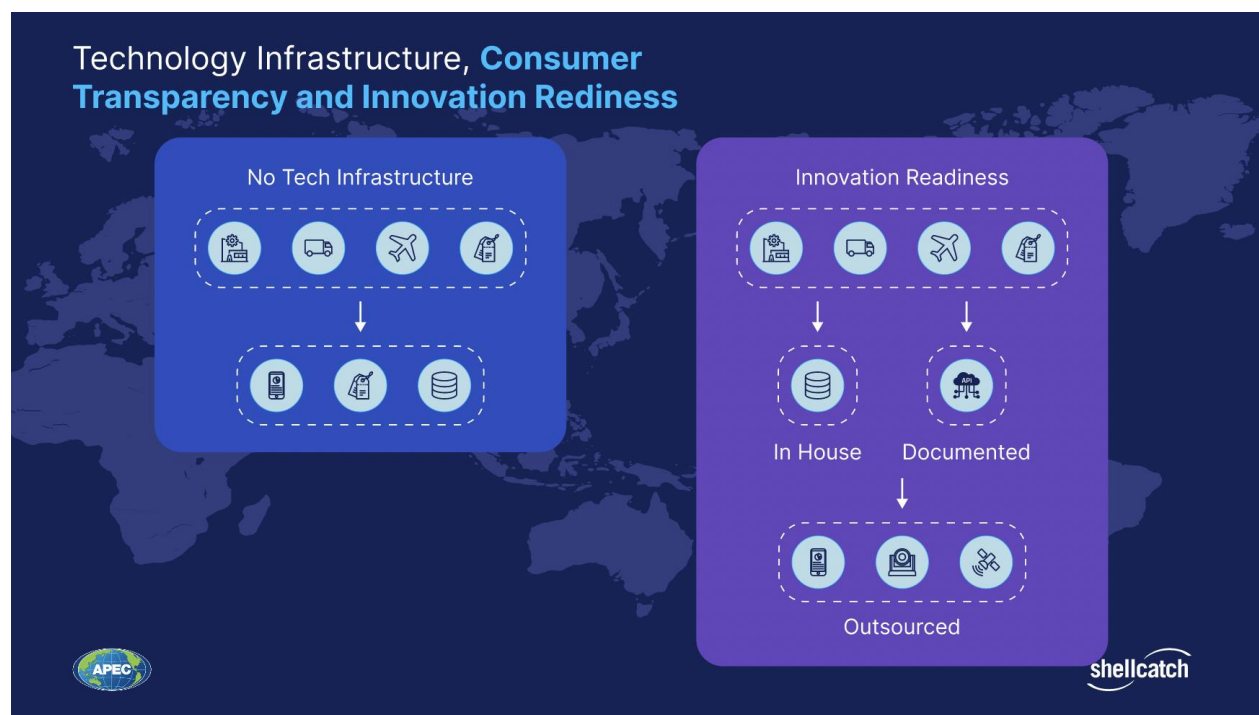 Technology Infrastructure, Consumer
Transparency and Innovation Rediness
No Tech Infrastructure
Innovation Readiness
API
In House
Documented
Outsourced
APEC
shellcatch